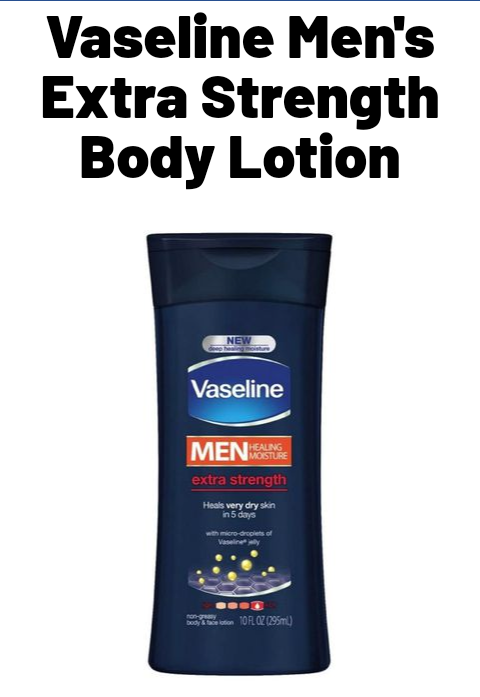 Vaseline Men's
Extra Strength
Body Lotion
NEW
deep healing moisture
Vaseline
MEN HEALING
MOISTURE
extra strength
Heals very dry skin
in 5 days
with micro-droplets of
Vaseline® jelly
non-greasy
body & face lotion 10 FL OZ (295mL)